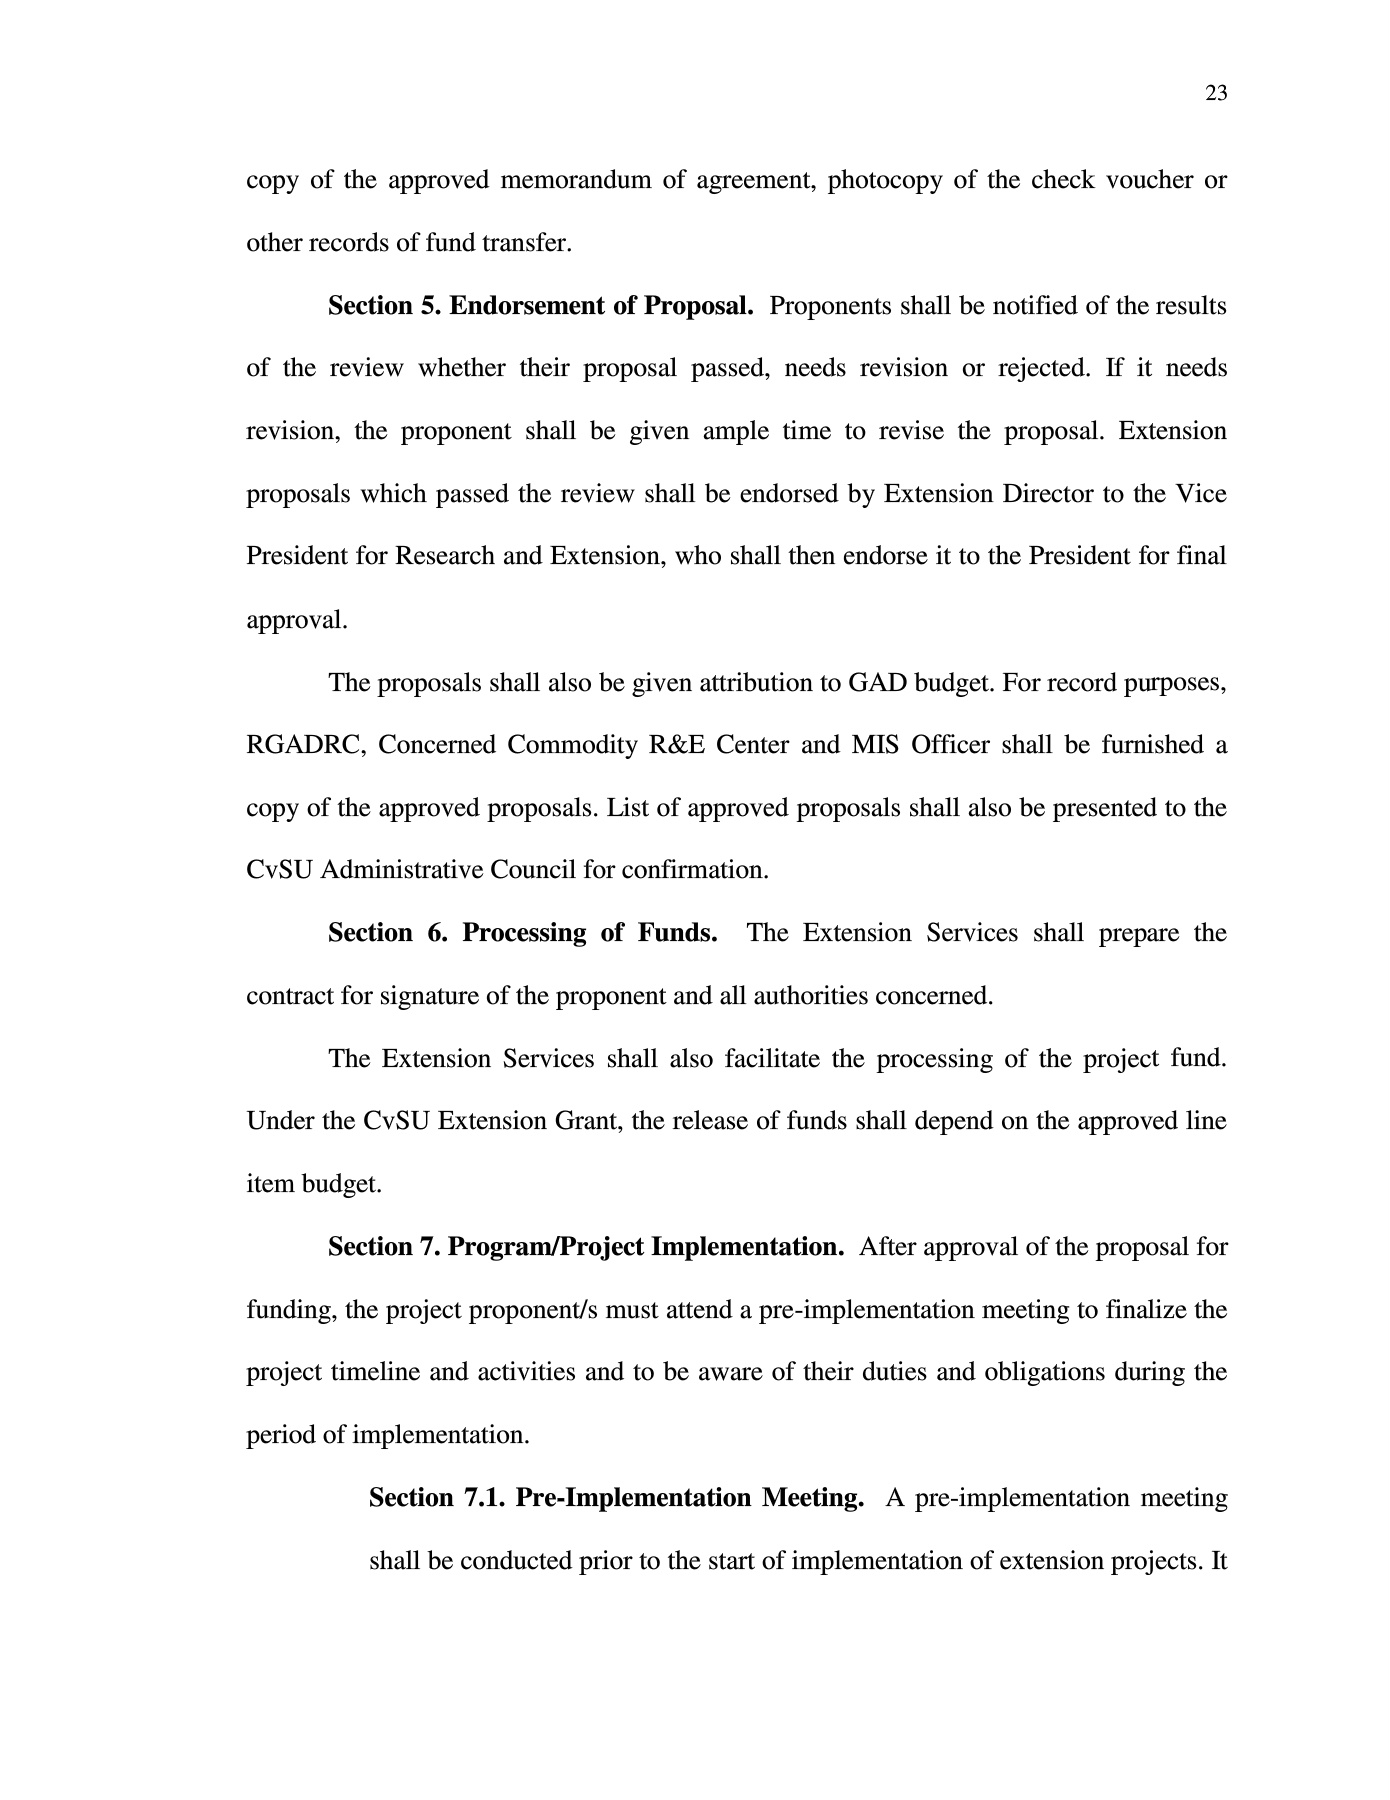 23
copy of the approved memorandum of agreement, photocopy of the check voucher or
other records of fund transfer.
Section 5. Endorsement of Proposal. Proponents shall be notified of the results
of the review whether their proposal passed, needs revision or rejected. If it needs
revision, the proponent shall be given ample time to revise the proposal. Extension
proposals which passed the review shall be endorsed by Extension Director to the Vice
President for Research and Extension, who shall then endorse it to the President for final
approval.
The proposals shall also be given attribution to GAD budget. For record purposes,
RGADRC, Concerned Commodity R&E Center and MIS Officer shall be furnished a
copy of the approved proposals. List of approved proposals shall also be presented to the
CvSU Administrative Council for confirmation.
Section 6. Processing of Funds. The Extension Services shall prepare the
contract for signature of the proponent and all authorities concerned.
The Extension Services shall also facilitate the processing of the project fund.
Under the CvSU Extension Grant, the release of funds shall depend on the approved line
item budget.
Section 7. Program/Project Implementation. After approval of the proposal for
funding, the project proponent/s must attend a pre-implementation meeting to finalize the
project timeline and activities and to be aware of their duties and obligations during the
period of implementation.
Section 7.1. Pre-Implementation Meeting. A pre-implementation meeting
shall be conducted prior to the start of implementation of extension projects. It